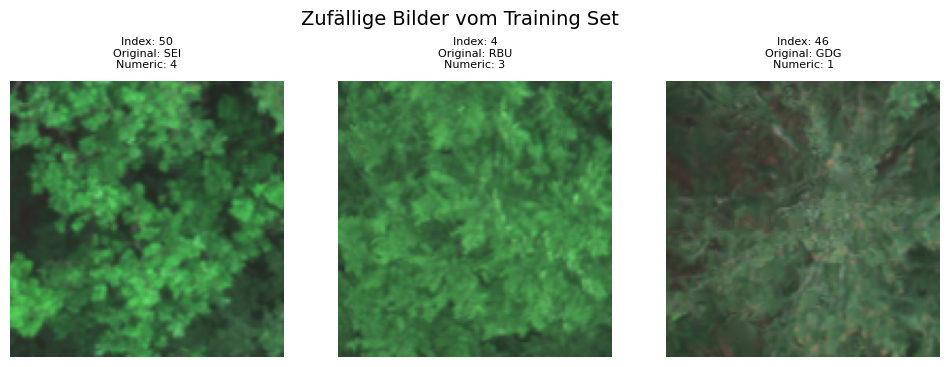 Zufällige Bilder vom Training Set
Index: 50
Original: SEI
Numeric: 4
Index: 4
Original: RBU
Numeric: 3
Index: 46
Original: GDG
Numeric: 1